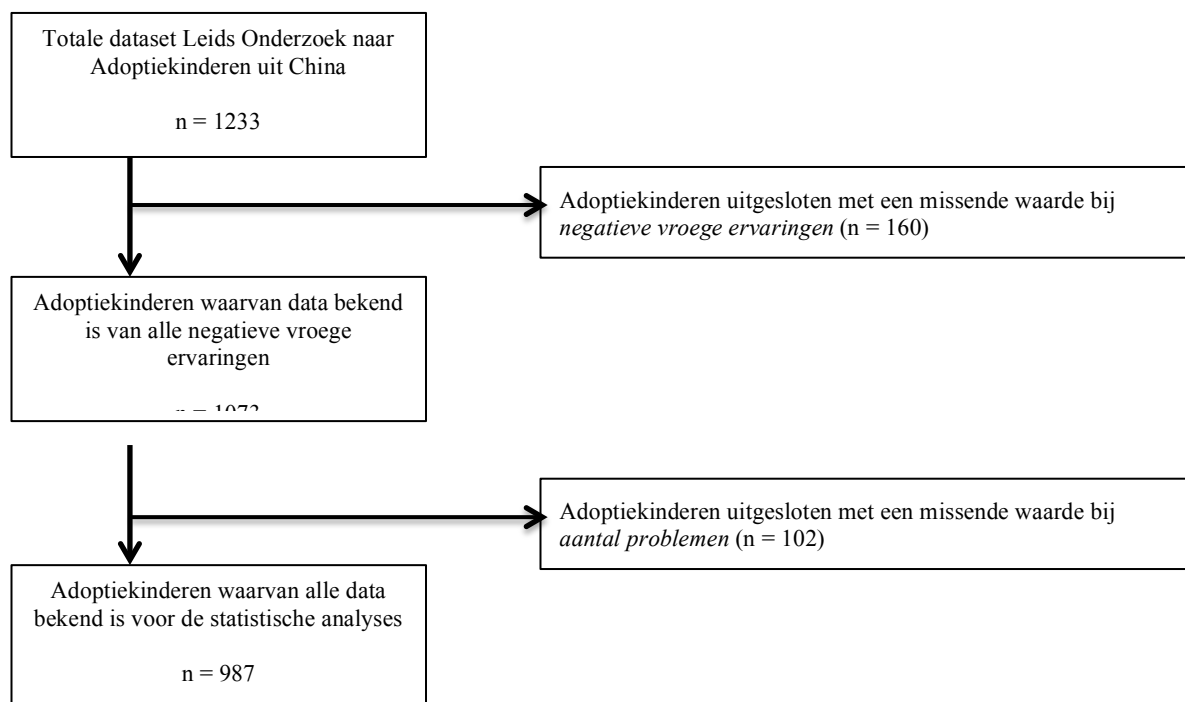 Totale dataset Leids Onderzoek naar
Adoptiekinderen uit China
n = 1233
Adoptiekinderen uitgesloten met een missende waarde bij
negatieve vroege ervaringen (n = 160)
Adoptiekinderen waarvan data bekend
is van alle negatieve vroege
ervaringen
n = 1073
Adoptiekinderen uitgesloten met een missende waarde bij
aantal problemen (n = 102)
Adoptiekinderen waarvan alle data
bekend is voor de statistische analyses
n = 987